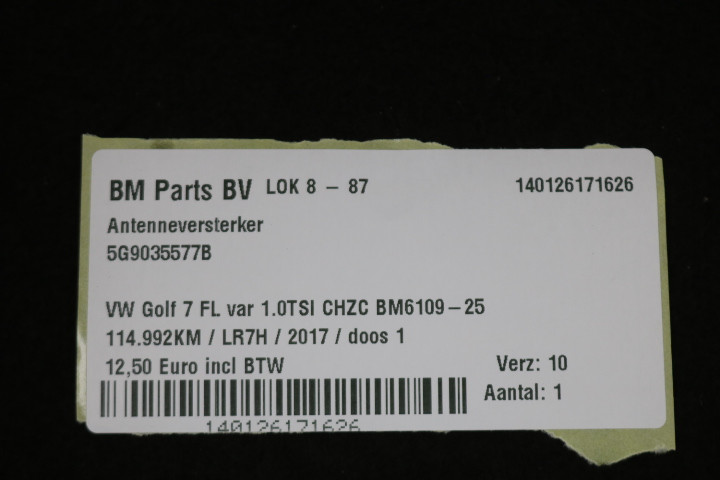 BM Parts BV LOK 8 - 87 140126171626
Antenneversterker
5G9035577B
VW Golf 7 FL var 1.0TSI CHZC BM6109-25
114.992KM / LR7H / 2017 / doos 1
12,50 Euro incl BTW Verz: 10
Aantal: 1
140126171626